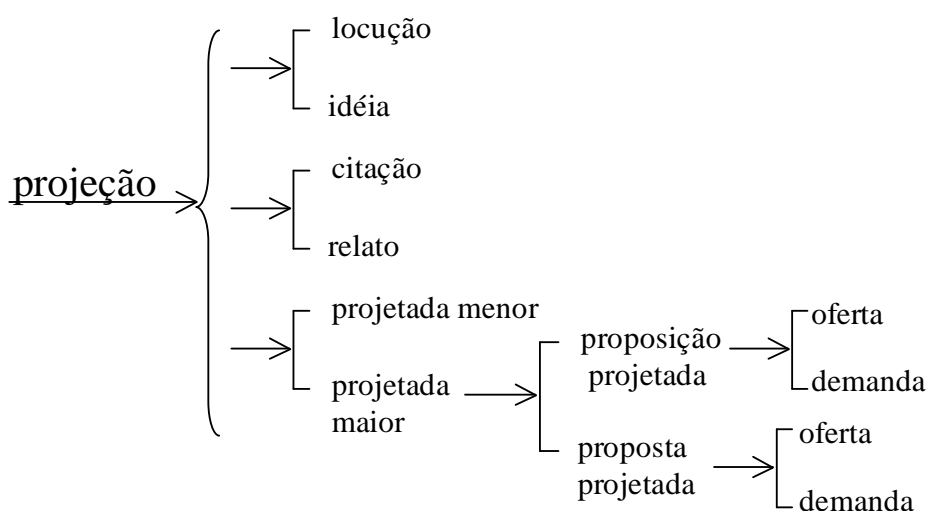 locução
idéia
projeção
citação
relato
projetada menor
projetada
maior
proposição
projetada
oferta
demanda
proposta
projetada
oferta
demanda